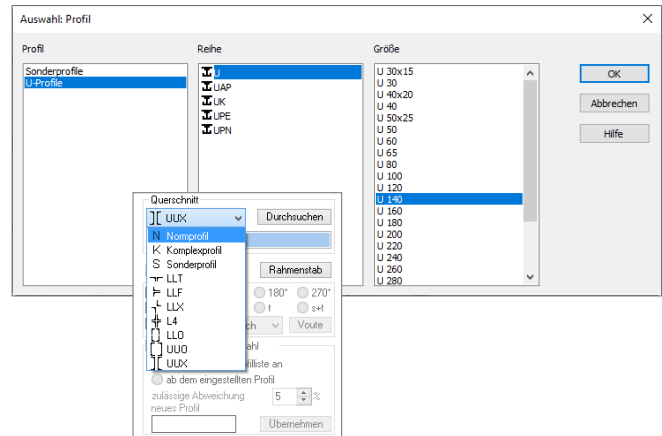 Auswahl: Profil
Profil
Sonderprofile
U-Profile
Reihe
U
UAP
UK
UPE
UPN
Größe
U 30x15
U 30
U 40x20
U 40
U 50x25
U 50
U 60
U 65
U 80
U 100
U 120
U 140
U 160
U 180
U 200
U 220
U 240
U 260
U 280
OK
Abbrechen
Hilfe
Querschnitt
UUX
Durchsuchen
N Normprofil
K Komplexprofil
S Sonderprofil
LLT
LLF
LLX
L4
LLO
UUO
UUX
Rahmenstab
180° 270°
t s+t
ch Voute
ahl
filliste an
ab dem eingestellten Profil
zulässige Abweichung 5 %
neues Profil
Übernehmen